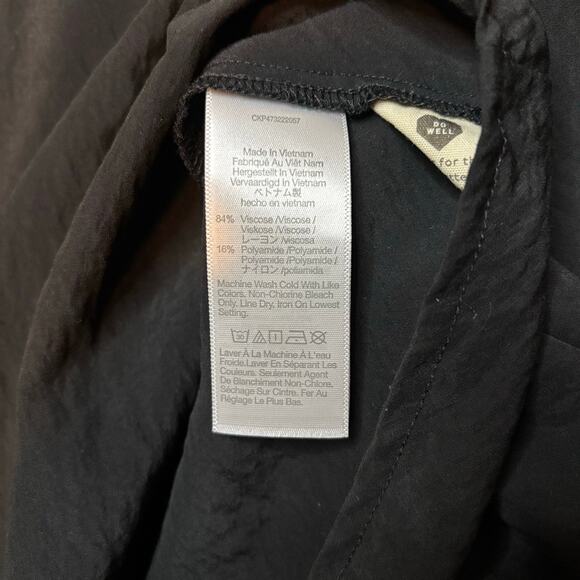 CKP473222057
Made In Vietnam
Fabriqué Au Viêt Nam
Hergestellt In Vietnam
Vervaardigd In Vietnam
ベトナム製
hecho en vietnam
84% Viscose /Viscose /
Viskose /Viscose /
レーヨン /viscosa
16% Polyamide/Polyamide/
Polyamide /Polyamide/
ナイロン /poliamida
Machine Wash Cold With Like
Colors. Non-Chlorine Bleach
Only. Line Dry, Iron On Lowest
Setting.
30
Laver À La Machine À L'eau
Froide.Laver En Séparant Les
Couleurs. Seulement Agent
De Blanchiment Non-Chlore.
Séchage Sur Cintre. Fer Au
Réglage Le Plus Bas.
DO
WELL
for th